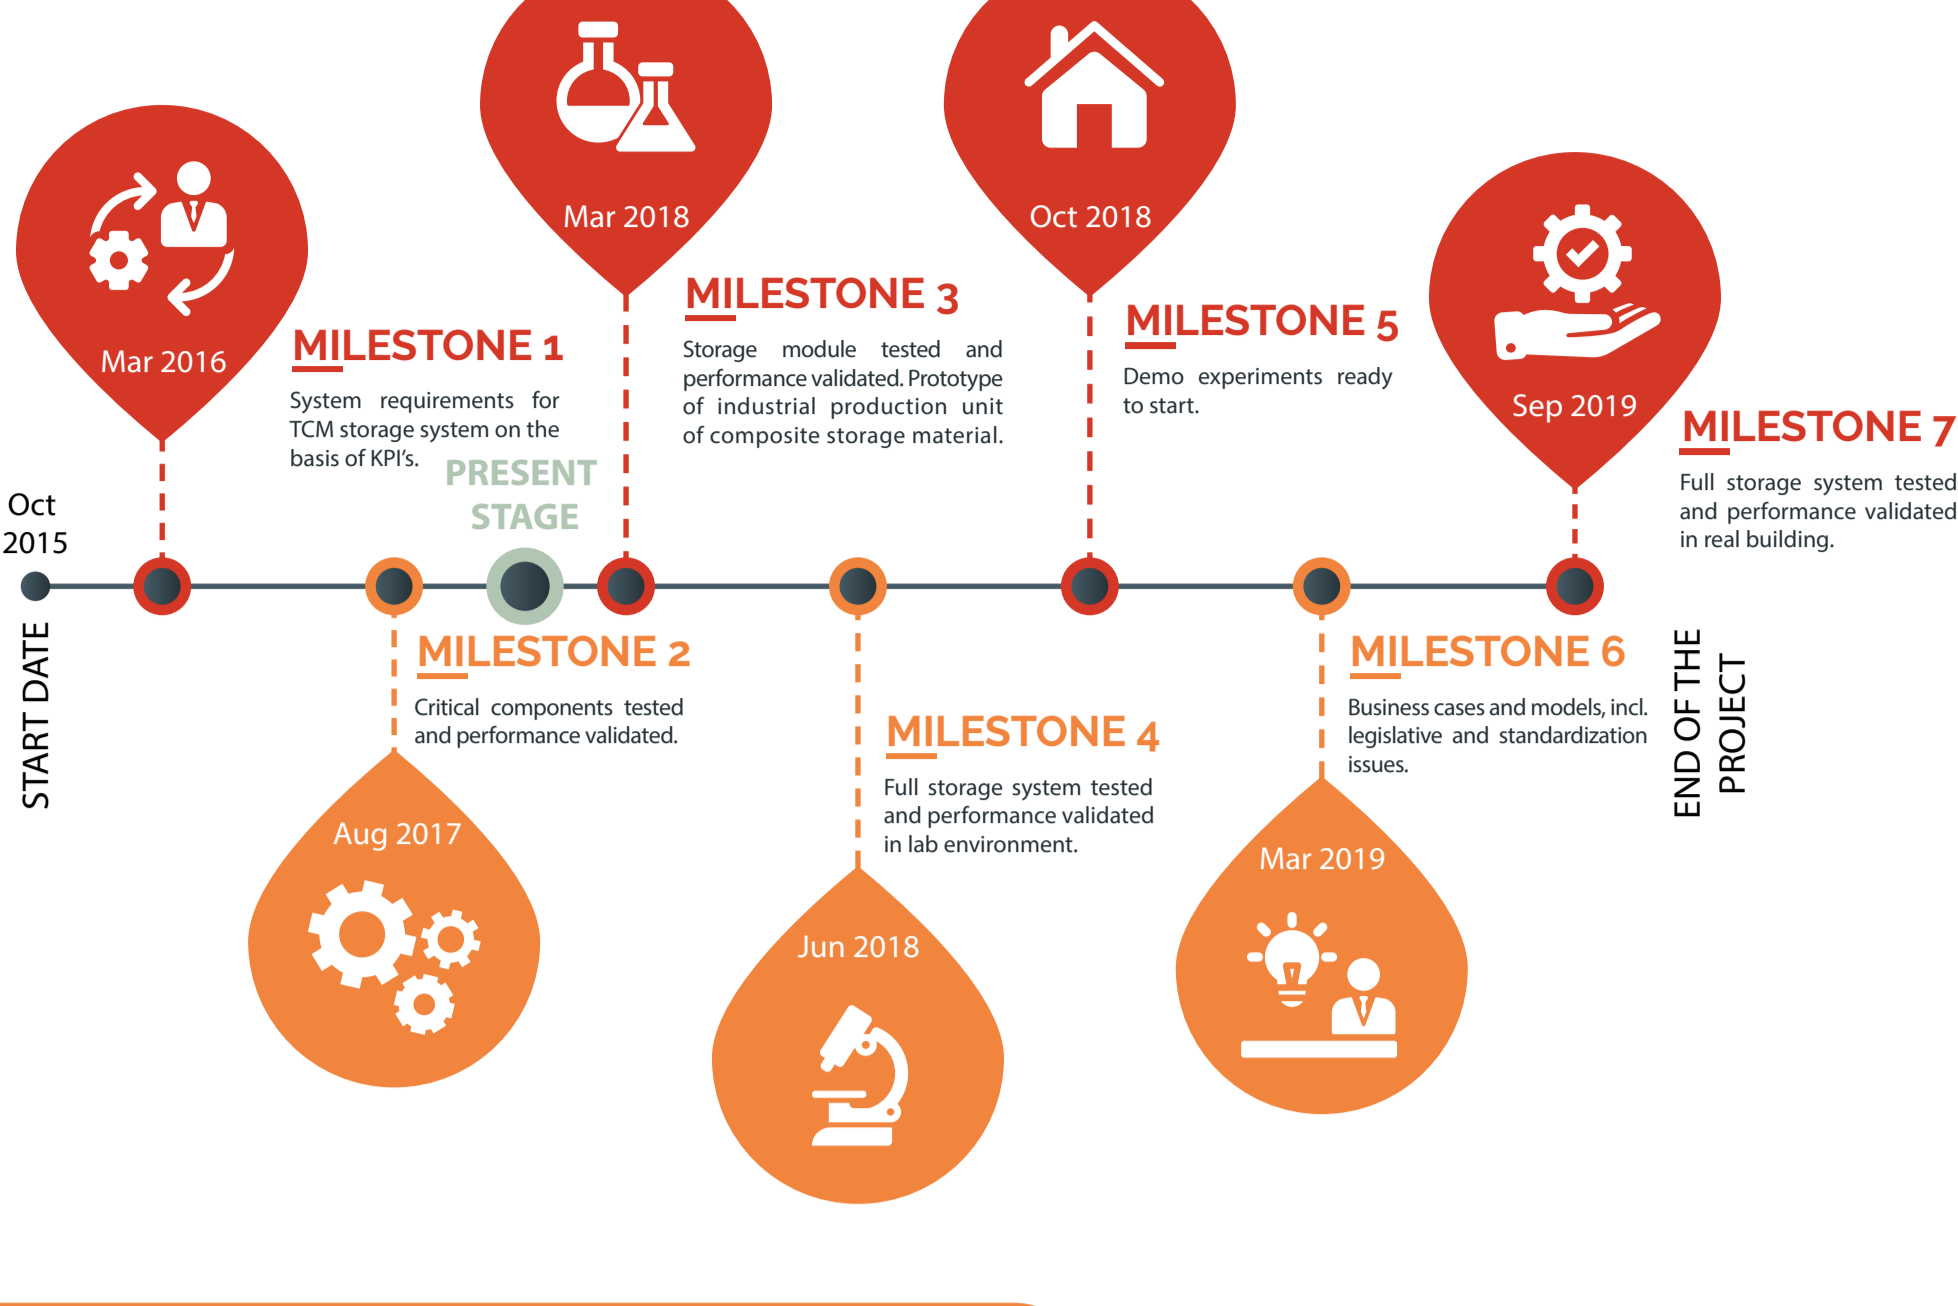 Mar 2018
Oct 2018
Mar 2016
MILESTONE 1
System requirements for
TCM storage system on the
basis of KPI's.
MILESTONE 3
Storage module tested and
performance validated. Prototype
of industrial production unit
of composite storage material.
MILESTONE 5
Demo experiments ready
to start.
Sep 2019
MILESTONE 7
Full storage system tested
and performance validated
in real building.
PRESENT
STAGE
Oct
2015
START DATE
MILESTONE 2
Critical components tested
and performance validated.
Aug 2017
MILESTONE 4
Full storage system tested
and performance validated
in lab environment.
Jun 2018
MILESTONE 6
Business cases and models, incl.
legislative and standardization
issues.
Mar 2019
END OF THE
PROJECT